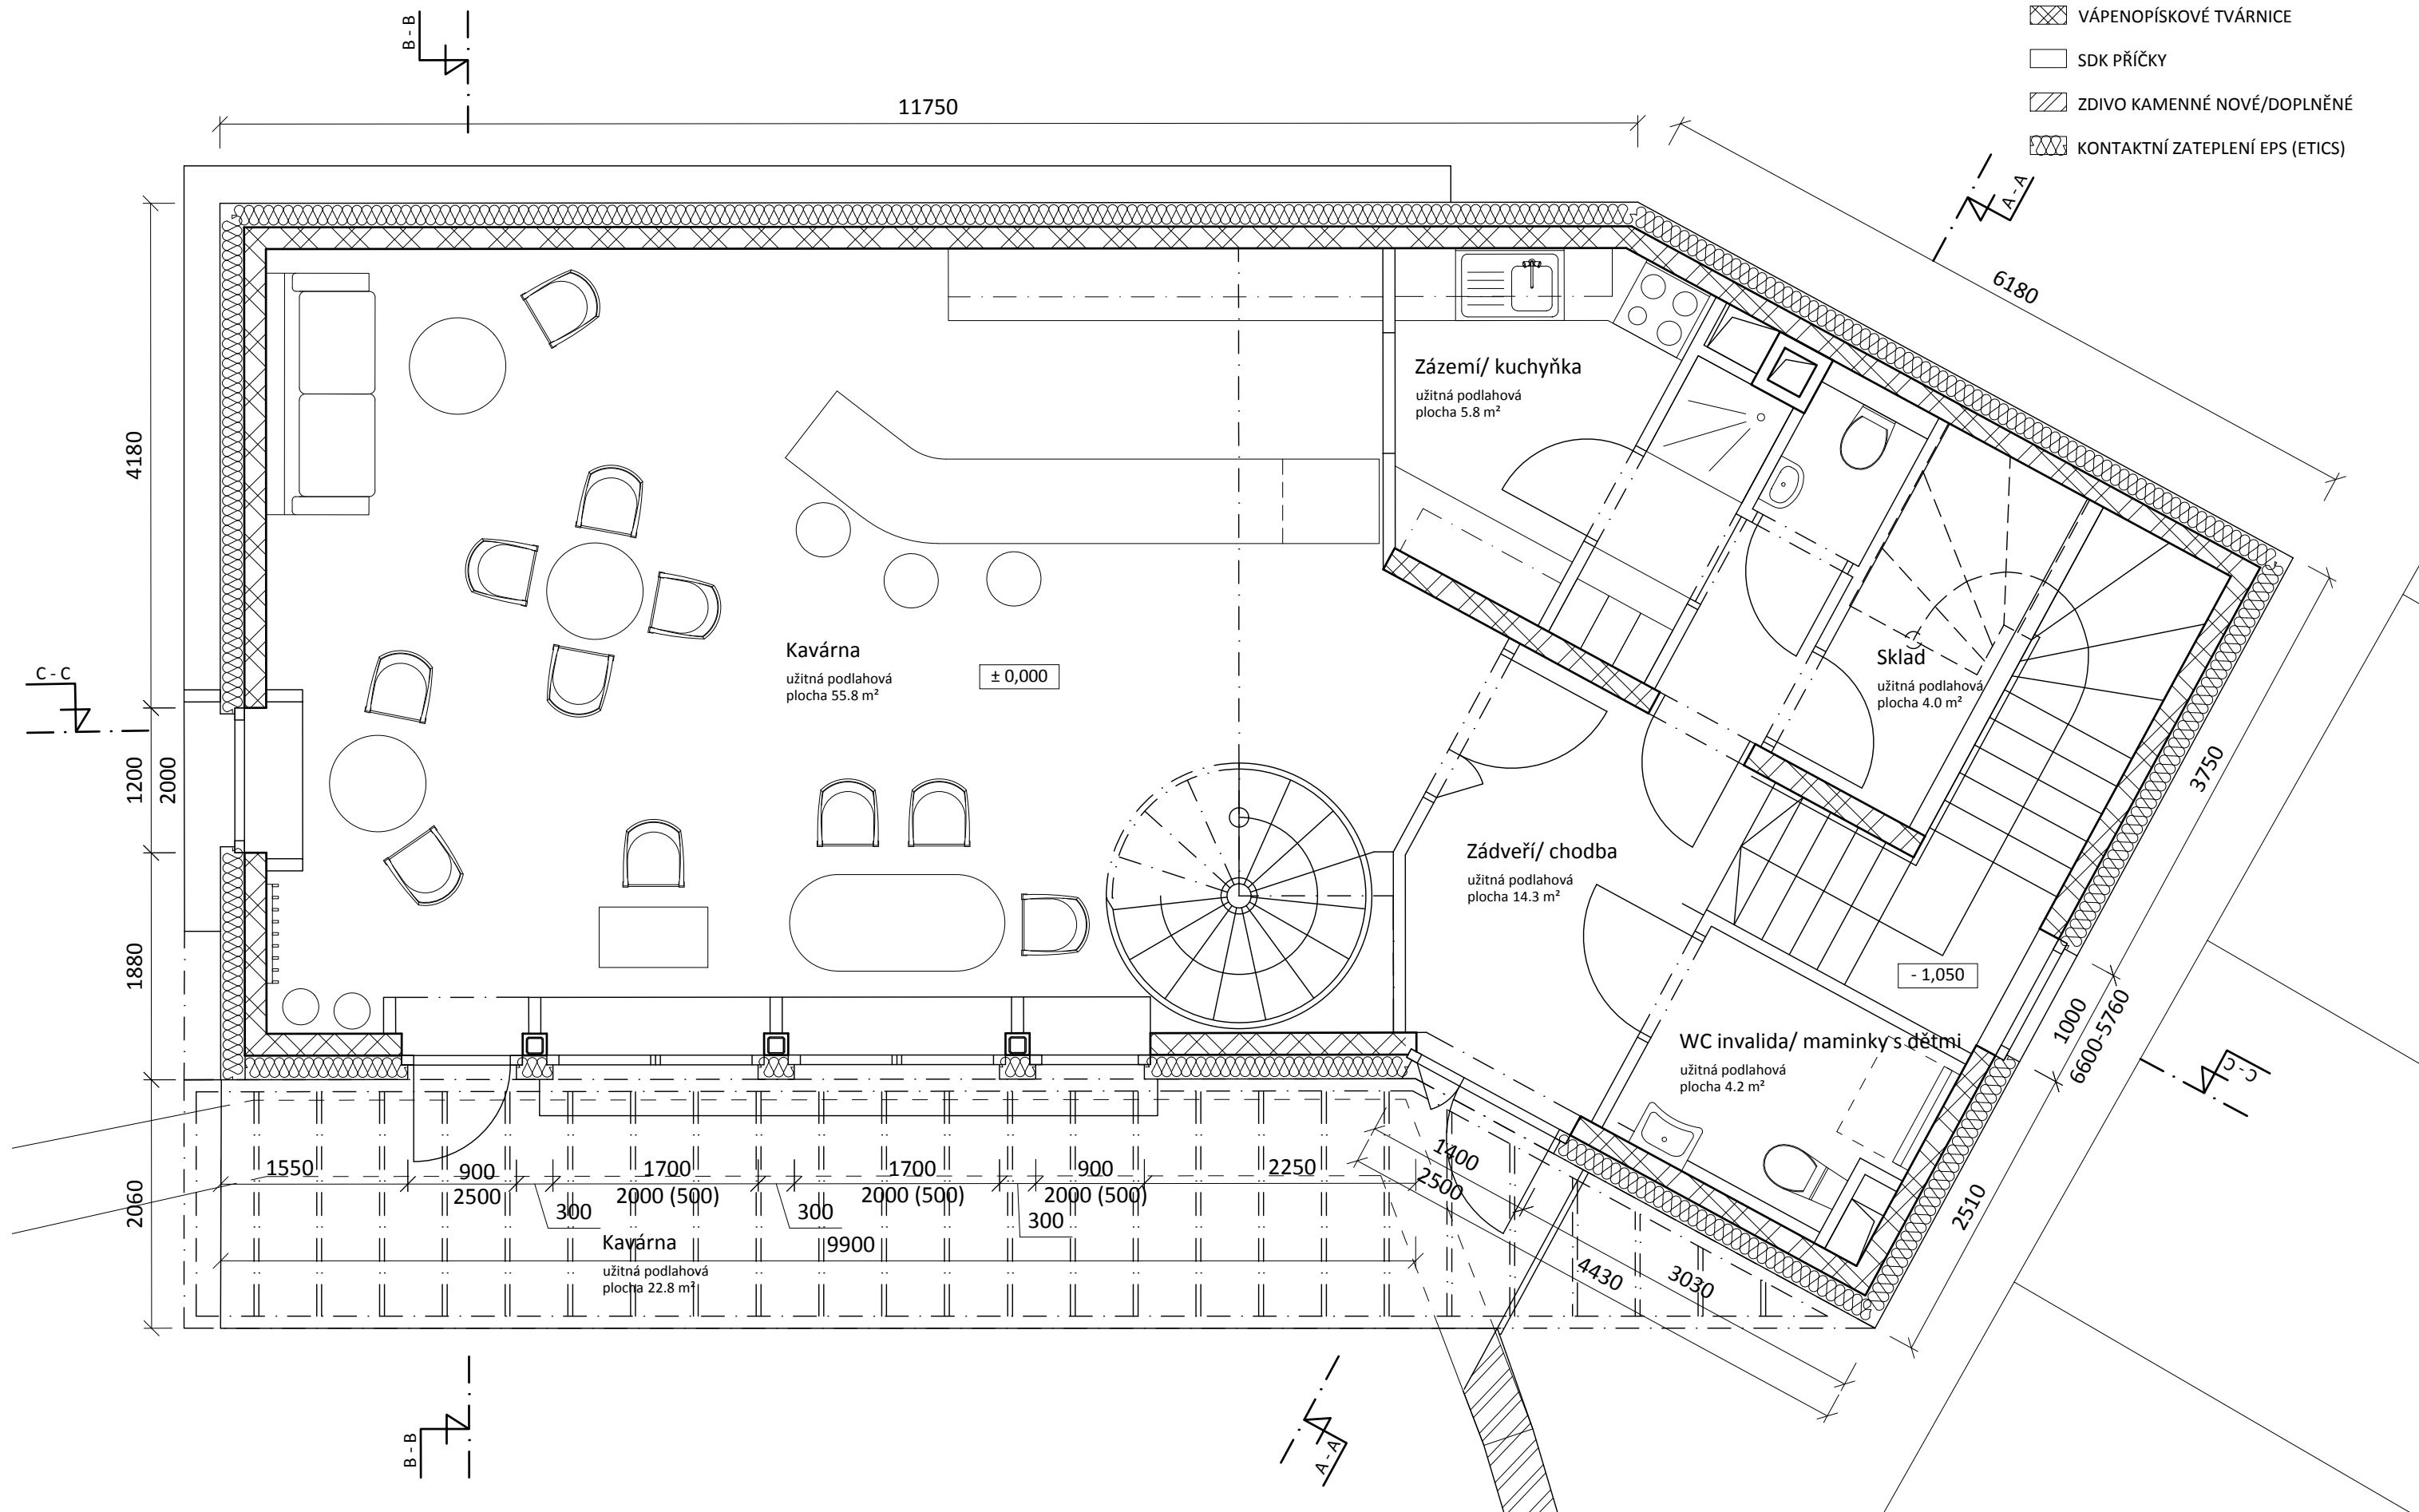 VÁPENOPÍSKOVÉ TVÁRNICE
SDK PŘÍČKY
ZDIVO KAMENNÉ NOVÉ/DOPLNĚNÉ
KONTAKTNÍ ZATEPLENÍ EPS (ETICS)
B - B
11750
A - A
6180
4180
Zázemí/ kuchyňka
užitná podlahová
plocha 5.8 m²
Kavárna
užitná podlahová
plocha 55.8 m²
± 0,000
Sklad
užitná podlahová
plocha 4.0 m²
C - C
1200
2000
3750
Zádveří/ chodba
užitná podlahová
plocha 14.3 m²
1880
- 1,050
1000
6600-5760
WC invalida/ maminky s dětmi
užitná podlahová
plocha 4.2 m²
C - C
2060
1550
900
2500
300
1700
2000 (500)
300
1700
2000 (500)
300
900
2000 (500)
2250
1400
2500
2510
Kavárna
užitná podlahová
plocha 22.8 m²
9900
4430
3030
B - B
A - A